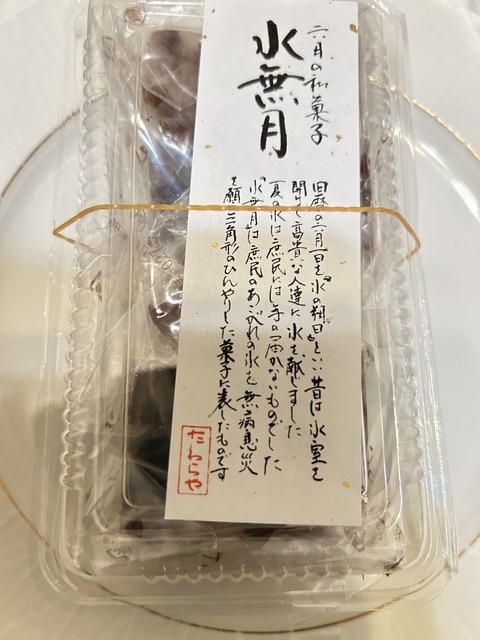 六月の和菓子
水無月
旧暦の六月一日を『氷の朔日』といい昔は氷室を
開けて高貴な人達に氷を献じました
夏の氷は庶民には手の届かないものでした
『水無月』は庶民のあこがれの氷を無病息災
を願い三角形のひんやりした菓子に表したものです
たわらや